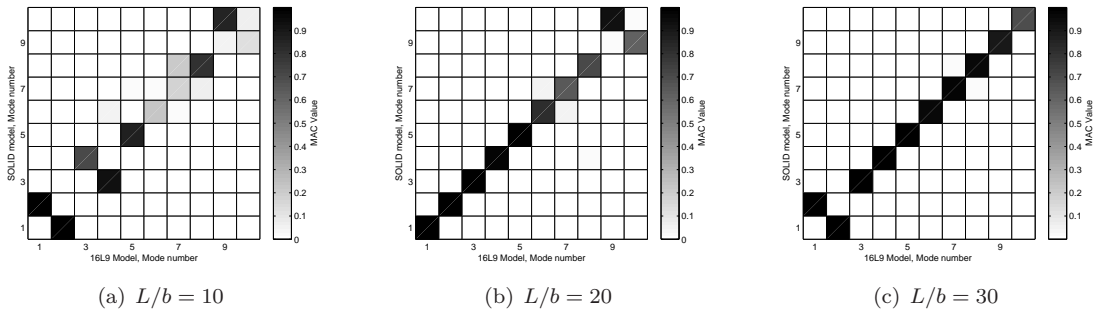 9
7
5
3
1
SOLID model, Mode number
1 3 5 7 9
16L9 Model, Mode number
0.9
0.8
0.7
0.6
0.5
0.4
0.3
0.2
0.1
0
MAC Value
(a) L/b = 10
9
7
5
3
1
SOLID model, Mode number
1 3 5 7 9
16L9 Model, Mode number
0.9
0.8
0.7
0.6
0.5
0.4
0.3
0.2
0.1
0
MAC Value
(b) L/b = 20
9
7
5
3
1
SOLID model, Mode number
1 3 5 7 9
16L9 Model, Mode number
0.9
0.8
0.7
0.6
0.5
0.4
0.3
0.2
0.1
MAC Value
(c) L/b = 30